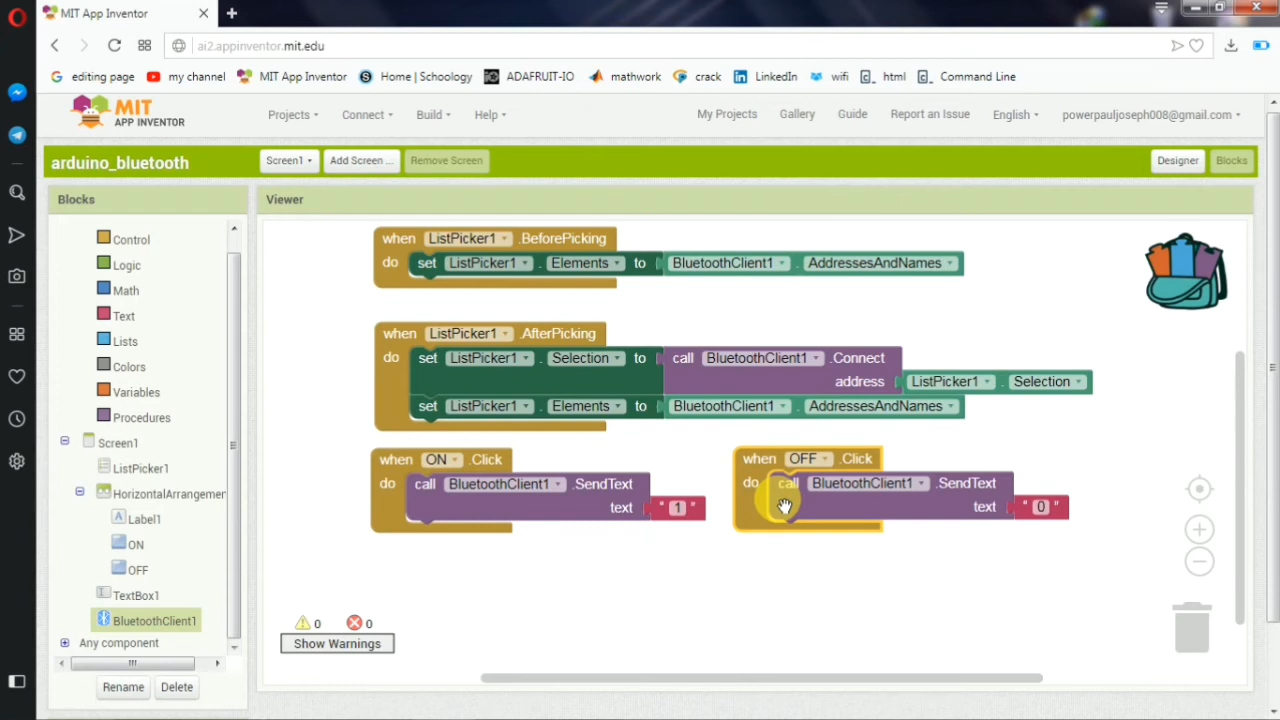 MIT App Inventor
ai2.appinventor.mit.edu
editing page
my channel
MIT App Inventor
Home | Schoology
ADAFRUIT-IO
mathwork
crack
LinkedIn
wifi
html
Command Line
MIT
APP INVENTOR
Projects
Connect
Build
Help
My Projects
Gallery
Guide
Report an Issue
English
powerpauljoseph008@gmail.com
arduino_bluetooth
Screen1
Add Screen ...
Remove Screen
Designer
Blocks
Blocks
Control
Logic
Math
Text
Lists
Colors
Variables
Procedures
Screen1
ListPicker1
HorizontalArrangemer
Label1
ON
OFF
TextBox1
BluetoothClient1
Any component
Rename
Delete
Viewer
when ListPicker1 .BeforePicking
do set ListPicker1 . Elements to BluetoothClient1 . AddressesAndNames
when ListPicker1 .AfterPicking
do set ListPicker1 . Selection to call BluetoothClient1 .Connect
address ListPicker1 . Selection
set ListPicker1 . Elements to BluetoothClient1 . AddressesAndNames
when ON .Click
do call BluetoothClient1 .SendText
text " 1 "
when OFF .Click
do call BluetoothClient1 .SendText
text " 0 "
0
0
Show Warnings